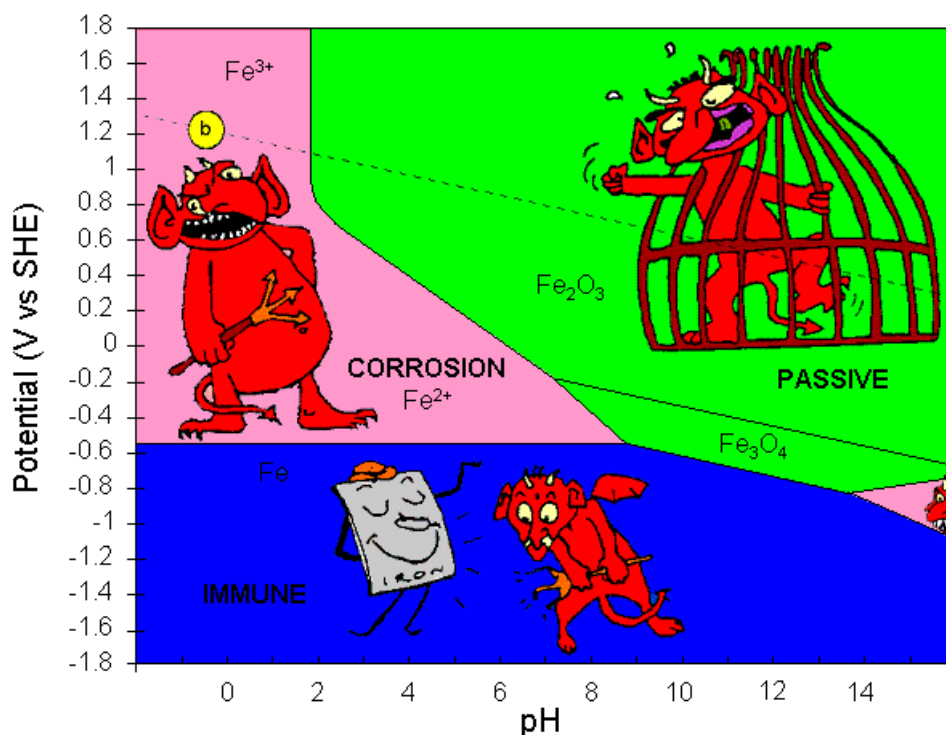 1.8
1.6
1.4
1.2
1
0.8
0.6
0.4
0.2
0
-0.2
-0.4
-0.6
-0.8
-1
-1.2
-1.4
-1.6
-1.8
Potential (V vs SHE)
Fe³⁺
b
Fe₂O₃
CORROSION
Fe²⁺
PASSIVE
Fe₃O₄
Fe
IRON
IMMUNE
0 2 4 6 8 10 12 14
pH